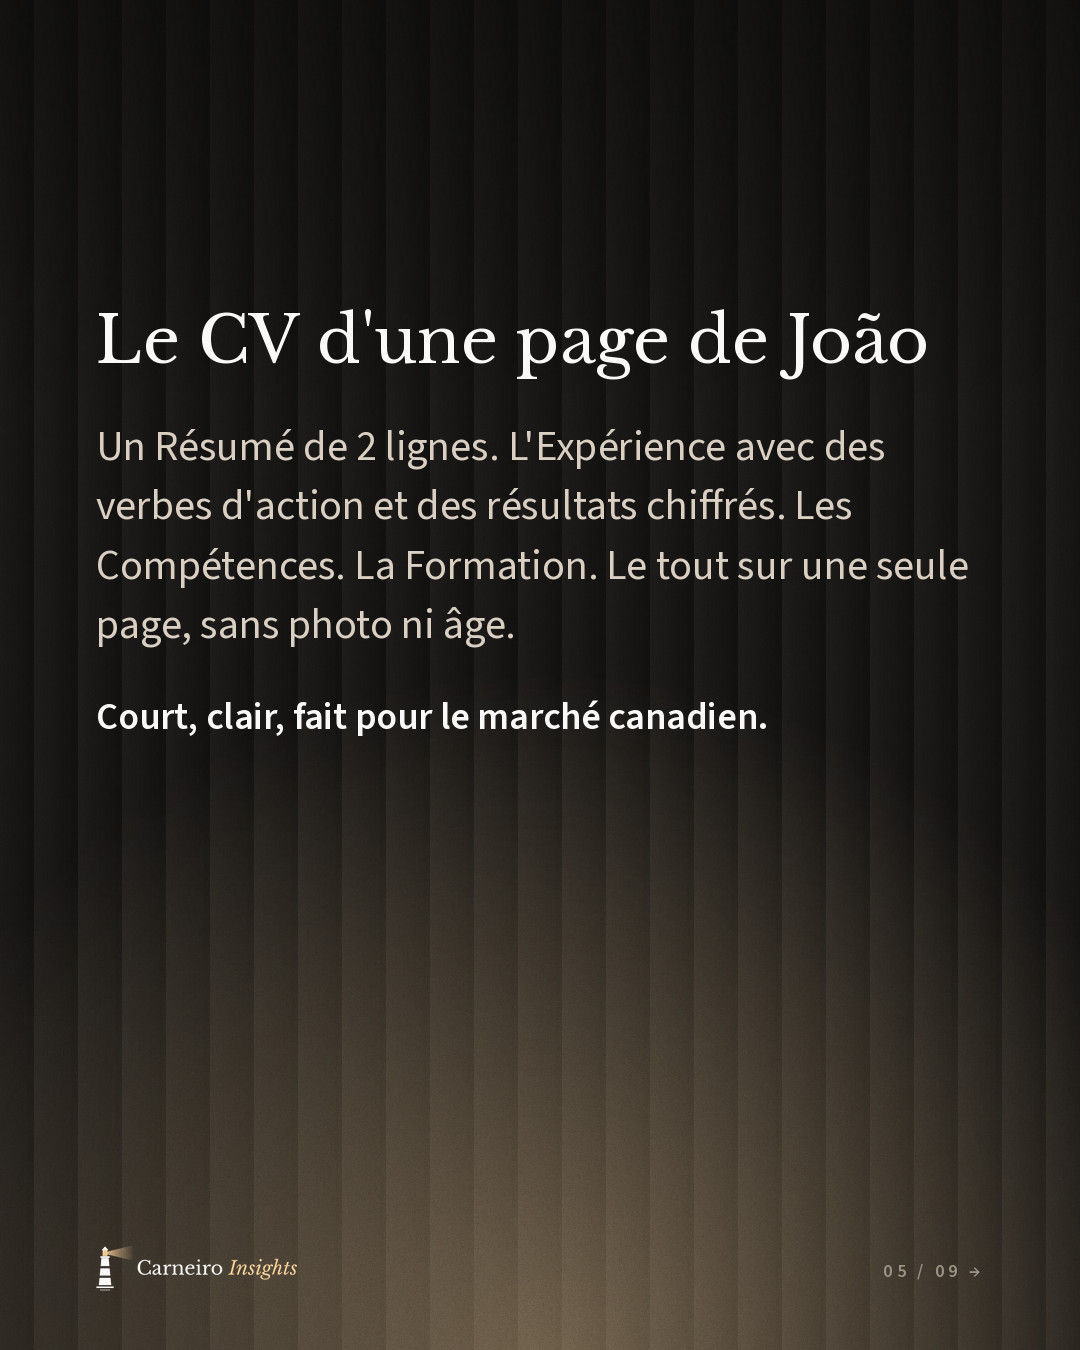 Le CV d'une page de João
Un Résumé de 2 lignes. L'Expérience avec des
verbes d'action et des résultats chiffrés. Les
Compétences. La Formation. Le tout sur une seule
page, sans photo ni âge.
Court, clair, fait pour le marché canadien.
Carneiro Insights
05 / 09 →